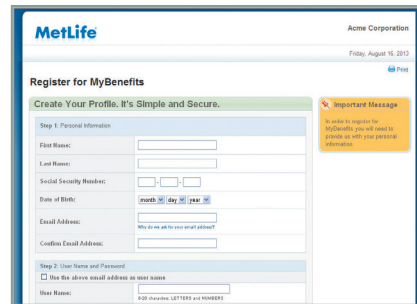 MetLife
Acme Corporation
Friday, August 16, 2013
Print
Register for MyBenefits
Create Your Profile. It's Simple and Secure.
Step 1: Personal Information
First Name:
Last Name:
Social Security Number:
- -
Date of Birth:
month day year
Email Address:
Who do we ask for your email address?
Confirm Email Address:
Step 2: User Name and Password
Use the above email address as user name
User Name:
8-20 characters, LETTERS and NUMBERS
Important Message
In order to register for
MyBenefits you will need to
provide us with your personal
information.